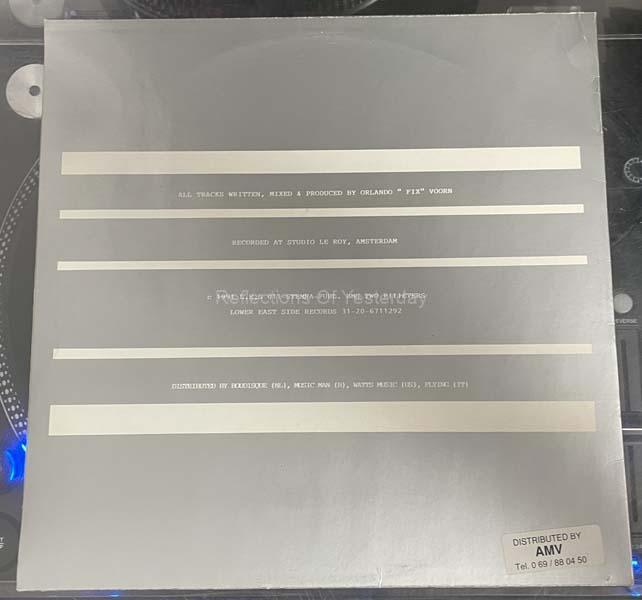 ALL TRACKS WRITTEN, MIXED & PRODUCED BY ORLANDO " FIX" VOORN
RECORDED AT STUDIO LE ROY, AMSTERDAM
Reflections Of Yesterday
LOWER EAST SIDE RECORDS 31-20-6711292
DISTRIBUTED BY BOUDISQUE (NL), MUSIC MAN (B), WATTS MUSIC (US), FLYING (IT)
DISTRIBUTED BY
AMV
Tel. 0 69 / 88 04 50